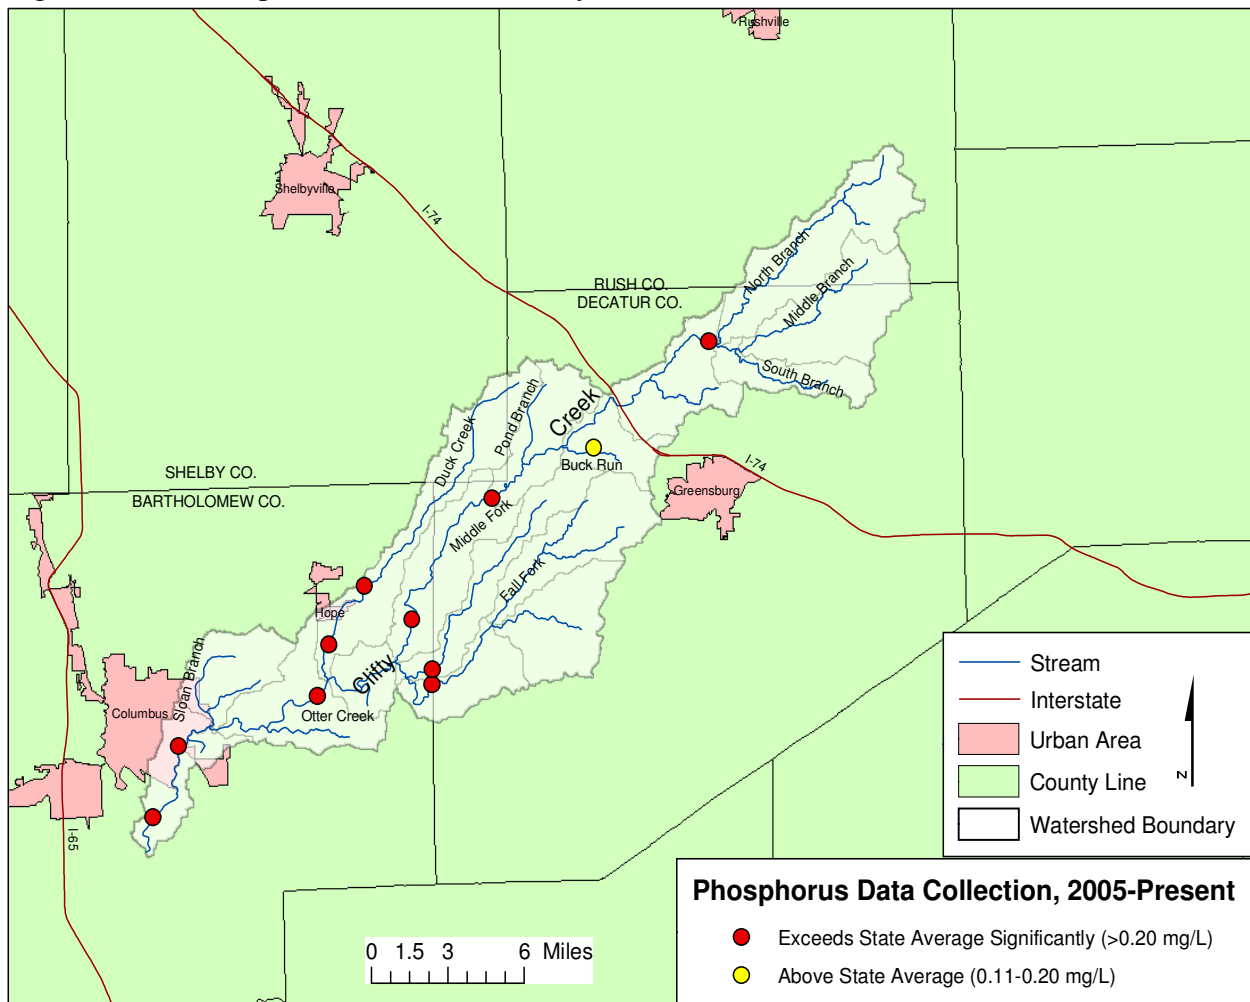 Rushville
Shelbyville
I-74
North Branch
RUSH CO.
DECATUR CO.
Middle Branch
South Branch
Creek
Pond Branch
Duck Creek
Buck Run
I-74
Greensburg
SHELBY CO.
BARTHOLOMEW CO.
Middle Fork
Fall Fork
Hope
Clifty
Sloan Branch
Columbus
Otter Creek
I-65
Stream
Interstate
Urban Area
County Line
Watershed Boundary
N
Phosphorus Data Collection, 2005-Present
Exceeds State Average Significantly (>0.20 mg/L)
Above State Average (0.11-0.20 mg/L)
0 1.5 3 6 Miles